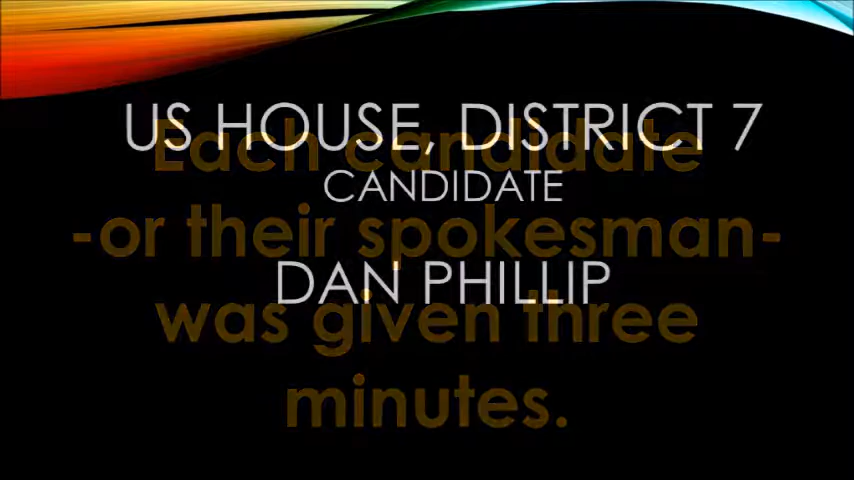 US HOUSE, DISTRICT 7
CANDIDATE
DAN PHILLIP
Each candidate
-or their spokesman-
was given three
minutes.